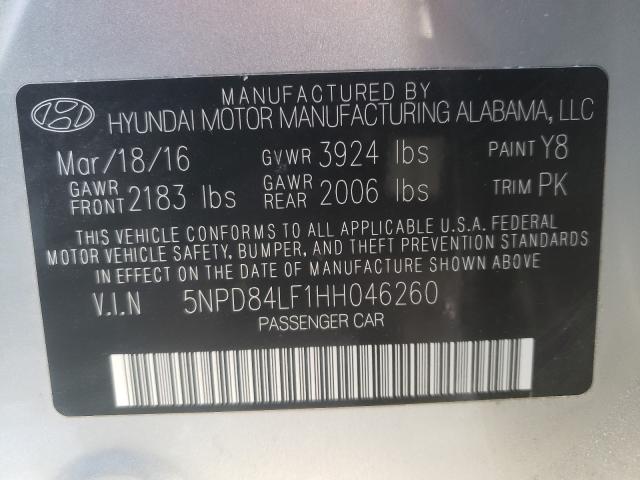 MANUFACTURED BY
HYUNDAI MOTOR MANUFACTURING ALABAMA, LLC
Mar/18/16 GVWR 3924 lbs PAINT Y8
GAWR FRONT 2183 lbs GAWR REAR 2006 lbs TRIM PK
THIS VEHICLE CONFORMS TO ALL APPLICABLE U.S.A. FEDERAL
MOTOR VEHICLE SAFETY, BUMPER, AND THEFT PREVENTION STANDARDS
IN EFFECT ON THE DATE OF MANUFACTURE SHOWN ABOVE.
V.I.N 5NPD84LF1HH046260
PASSENGER CAR